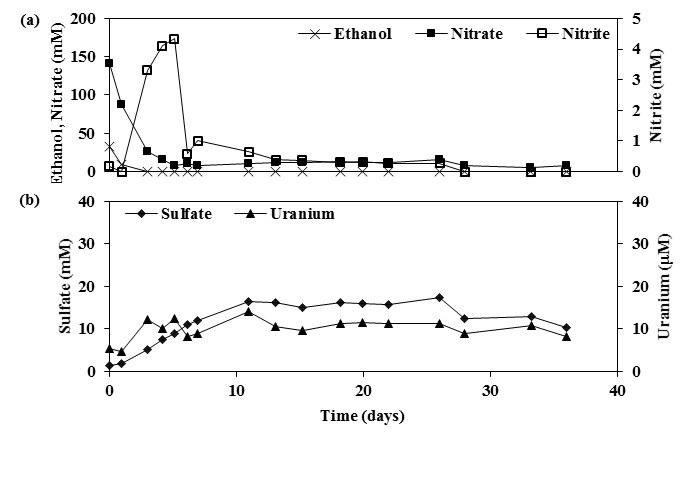 (a)
Ethanol, Nitrate (mM)
200
150
100
50
0
Ethanol Nitrate Nitrite
5
4
3
2
1
0
Nitrite (mM)
(b)
Sulfate (mM)
40
30
20
10
0
Sulfate Uranium
40
30
20
10
0
Uranium (µM)
0 10 20 30 40
Time (days)